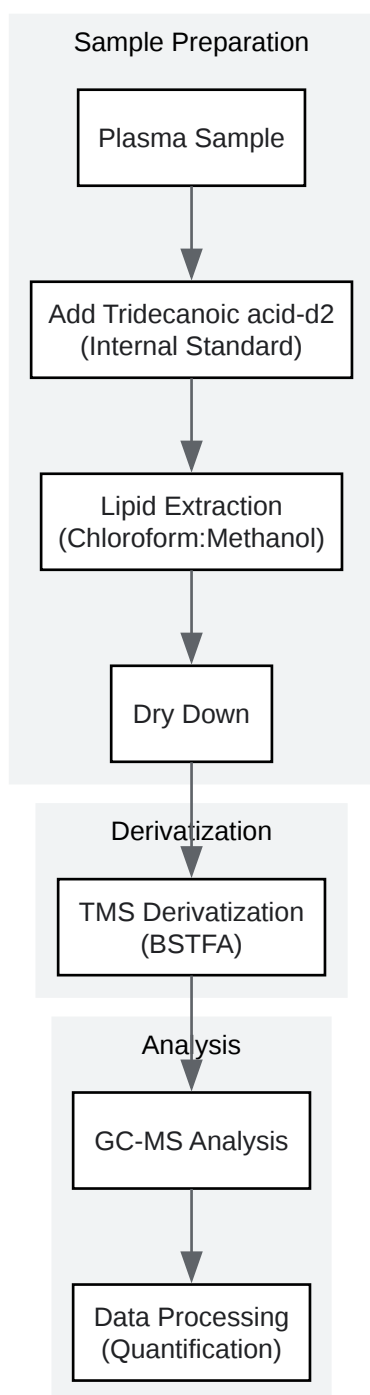 Sample Preparation
Plasma Sample
Add Tridecanoic acid-d2
(Internal Standard)
Lipid Extraction
(Chloroform:Methanol)
Dry Down
Derivatization
TMS Derivatization
(BSTFA)
Analysis
GC-MS Analysis
Data Processing
(Quantification)